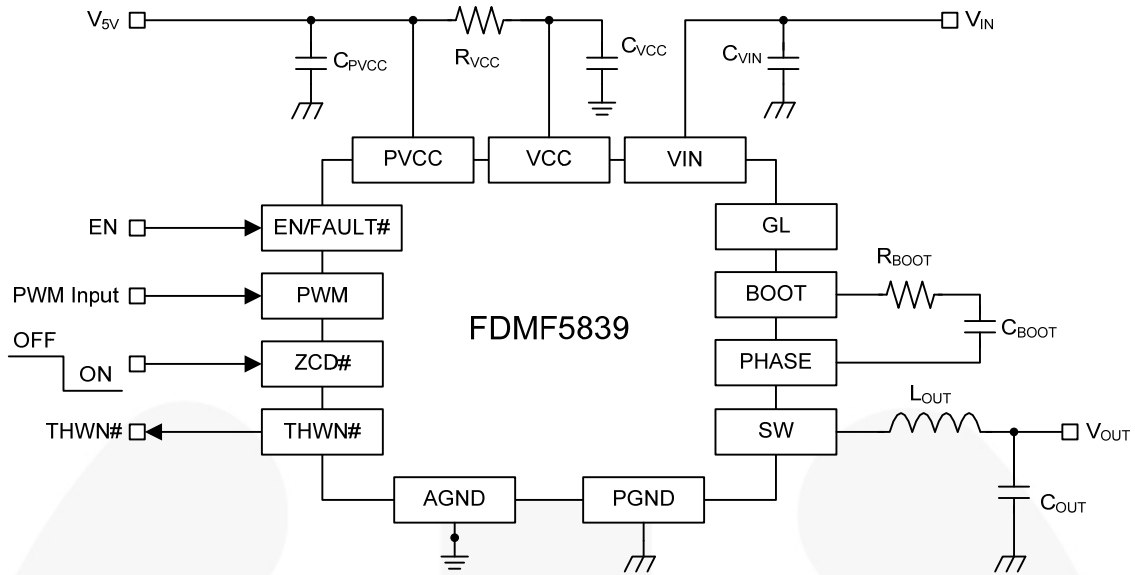 V5V
RVCC
CPVCC
CVCC
CVIN
VIN
PVCC
VCC
VIN
EN
EN/FAULT#
GL
PWM Input
PWM
BOOT
RBOOT
CBOOT
FDMF5839
OFF
ON
ZCD#
PHASE
THWN#
THWN#
SW
LOUT
VOUT
COUT
AGND
PGND